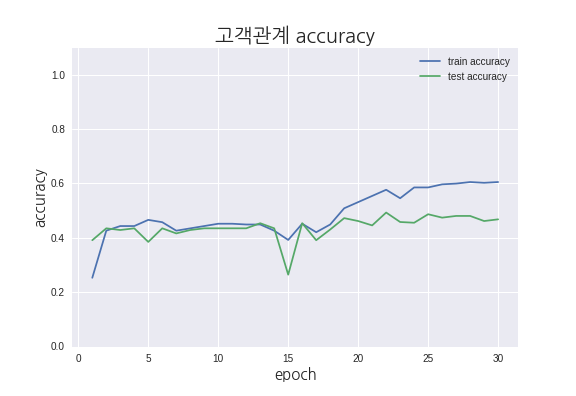 고객관계 accuracy
train accuracy
test accuracy
1.0
0.8
0.6
0.4
0.2
0.0
accuracy
0 5 10 15 20 25 30
epoch